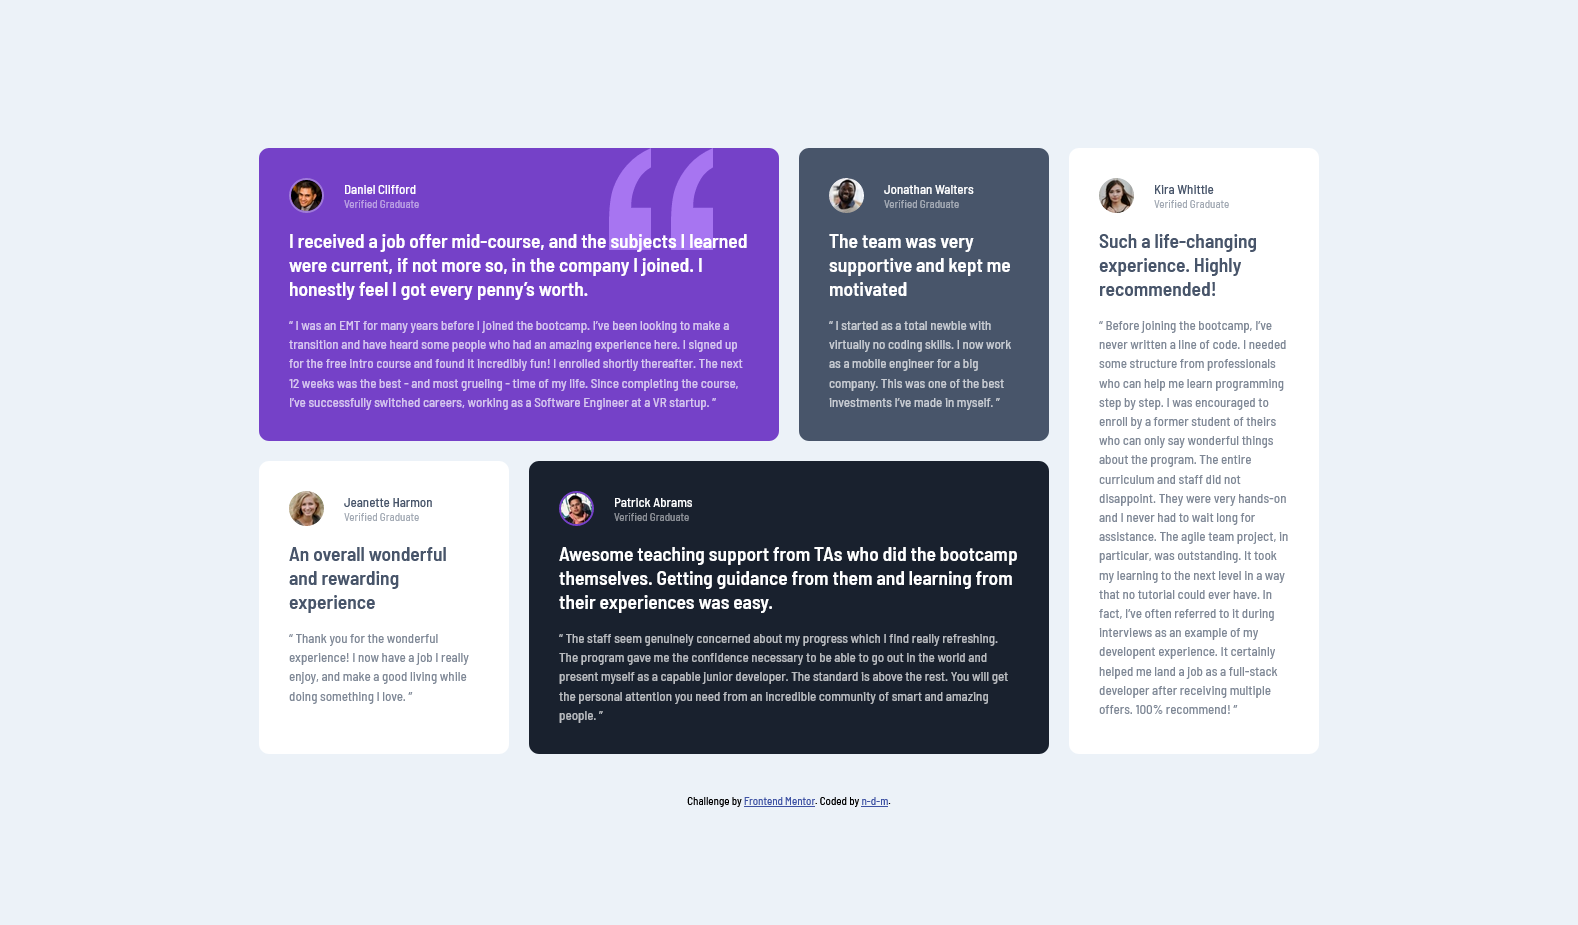 Daniel Clifford
Verified Graduate
I received a job offer mid-course, and the subjects I learned
were current, if not more so, in the company I joined. I
honestly feel I got every penny’s worth.
“ I was an EMT for many years before I joined the bootcamp. I’ve been looking to make a
transition and have heard some people who had an amazing experience here. I signed up
for the free intro course and found it incredibly fun! I enrolled shortly thereafter. The next
12 weeks was the best - and most grueling - time of my life. Since completing the course,
I’ve successfully switched careers, working as a Software Engineer at a VR startup. ”
Jonathan Walters
Verified Graduate
The team was very
supportive and kept me
motivated
“ I started as a total newbie with
virtually no coding skills. I now work
as a mobile engineer for a big
company. This was one of the best
investments I’ve made in myself. ”
Kira Whittle
Verified Graduate
Such a life-changing
experience. Highly
recommended!
“ Before joining the bootcamp, I’ve
never written a line of code. I needed
some structure from professionals
who can help me learn programming
step by step. I was encouraged to
enroll by a former student of theirs
who can only say wonderful things
about the program. The entire
curriculum and staff did not
disappoint. They were very hands-on
and I never had to wait long for
assistance. The agile team project, in
particular, was outstanding. It took
my learning to the next level in a way
that no tutorial could ever have. In
fact, I’ve often referred to it during
interviews as an example of my
developent experience. It certainly
helped me land a job as a full-stack
developer after receiving multiple
offers. 100% recommend! ”
Jeanette Harmon
Verified Graduate
An overall wonderful
and rewarding
experience
“ Thank you for the wonderful
experience! I now have a job I really
enjoy, and make a good living while
doing something I love. ”
Patrick Abrams
Verified Graduate
Awesome teaching support from TAs who did the bootcamp
themselves. Getting guidance from them and learning from
their experiences was easy.
“ The staff seem genuinely concerned about my progress which I find really refreshing.
The program gave me the confidence necessary to be able to go out in the world and
present myself as a capable junior developer. The standard is above the rest. You will get
the personal attention you need from an incredible community of smart and amazing
people. ”
Challenge by Frontend Mentor. Coded by n-d-m.